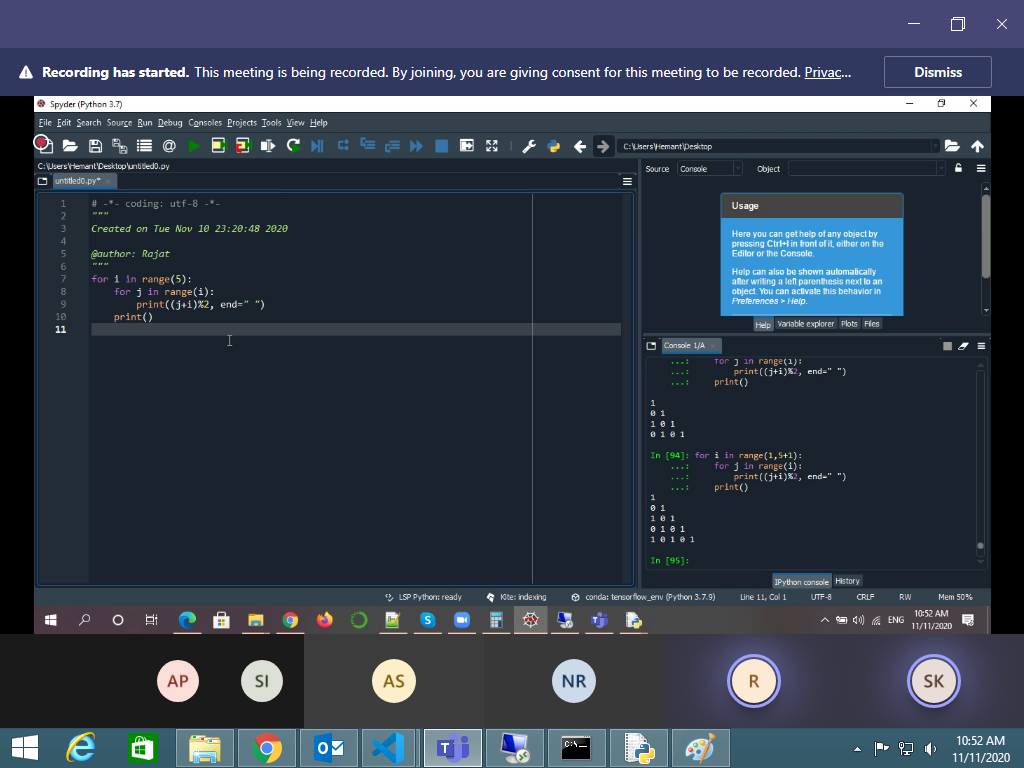 Recording has started. This meeting is being recorded. By joining, you are giving consent for this meeting to be recorded. Privac...
Dismiss
Spyder (Python 3.7)
File Edit Search Source Run Debug Consoles Projects Tools View Help
C:\Users\Hemant\Desktop
C:\Users\Hemant\Desktop\untitled0.py
Source Console Object
untitled0.py*
1 # -*- coding: utf-8 -*-
2 """
3 Created on Tue Nov 10 23:20:48 2020
4
5 @author: Rajat
6 """
7 for i in range(5):
8 for j in range(i):
9 print((j+i)%2, end=" ")
10 print()
11
Usage
Here you can get help of any object by
pressing Ctrl+I in front of it, either on the
Editor or the Console.
Help can also be shown automatically
after writing a left parenthesis next to an
object. You can activate this behavior in
Preferences > Help.
Help Variable explorer Plots Files
Console 1/A
...: for j in range(i):
...: print((j+i)%2, end=" ")
...: print()
1
0 1
1 0 1
0 1 0 1
In [94]: for i in range(1,5+1):
...: for j in range(i):
...: print((j+i)%2, end=" ")
...: print()
1
0 1
1 0 1
0 1 0 1
1 0 1 0 1
In [95]:
IPython console History
LSP Python: ready Kite: indexing conda: tensorflow_env (Python 3.7.9) Line 11, Col 1 UTF-8 CRLF RW Mem 50%
ENG
10:52 AM
11/11/2020
AP SI AS NR R SK
10:52 AM
11/11/2020